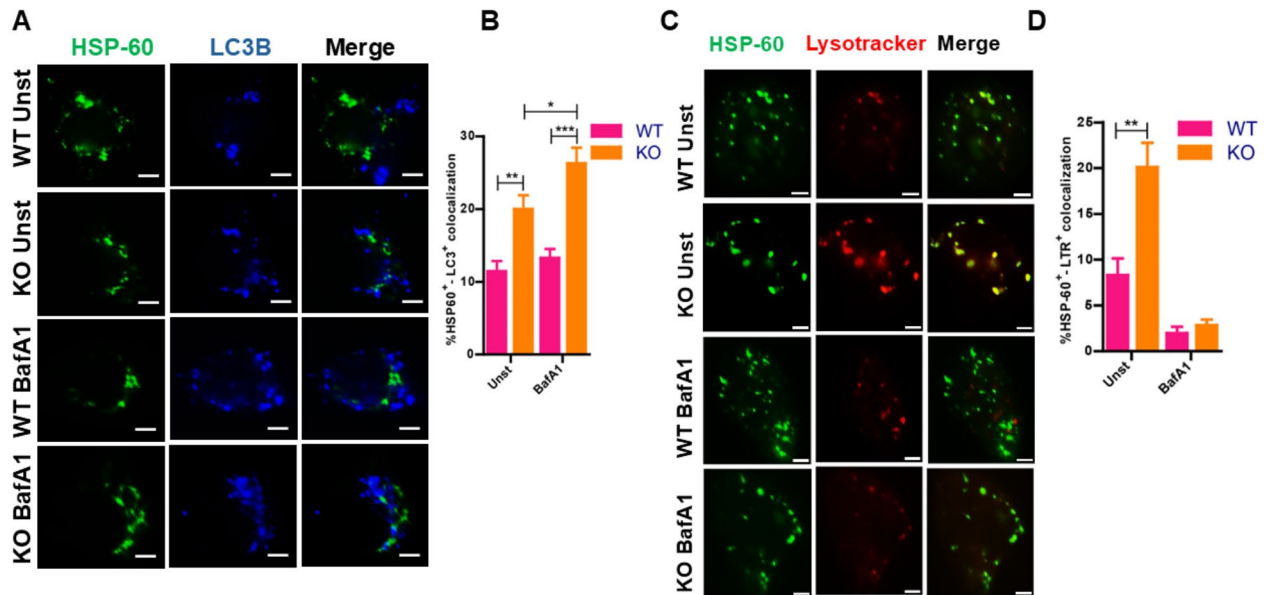 A
HSP-60 LC3B Merge
WT Unst
KO Unst
WT BafA1
KO BafA1
B
* 
** ***
WT
KO
%HSP60+- LC3+ colocalization
30
20
10
0
Unst
BafA1
C
HSP-60 Lysotracker Merge
WT Unst
KO Unst
WT BafA1
KO BafA1
D
**
WT
KO
%HSP-60+- LTR+ colocalization
25
20
15
10
5
0
Unst
BafA1